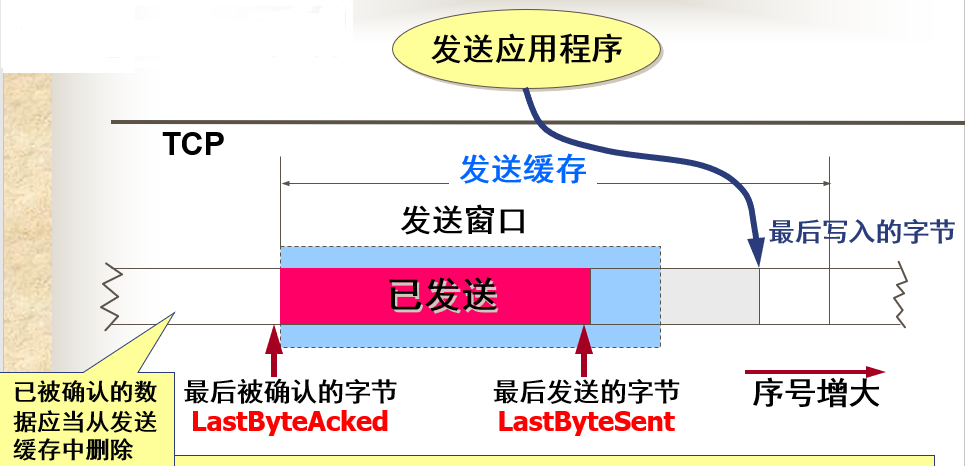 发送应用程序
TCP
发送缓存
发送窗口
最后写入的字节
已发送
已被确认的数
据应当从发送
缓存中删除
最后被确认的字节
LastByteAcked
最后发送的字节
LastByteSent
序号增大